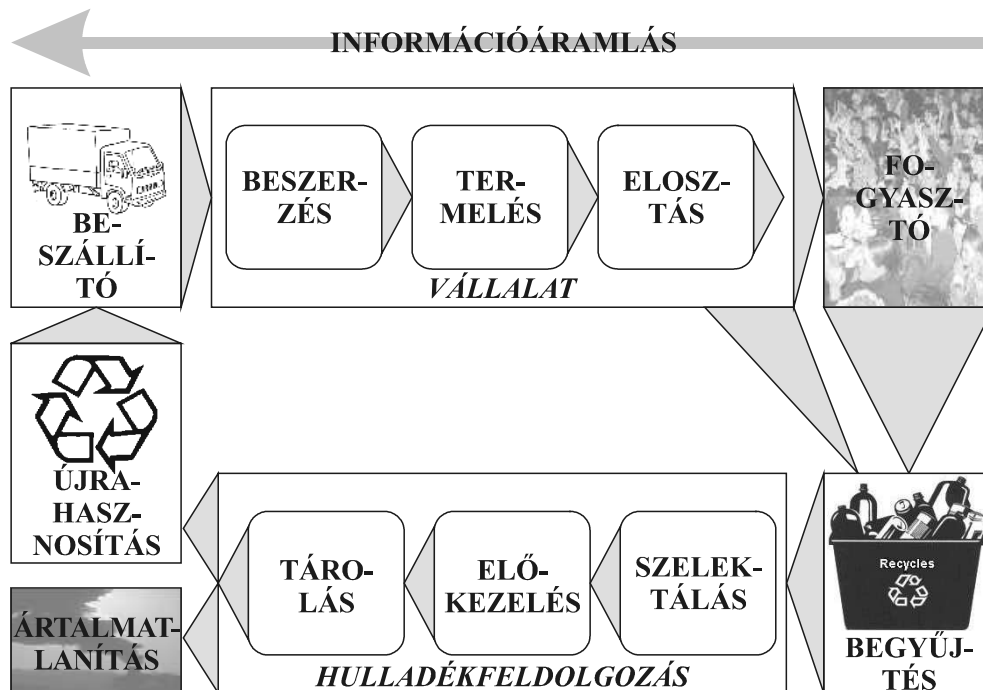 INFORMÁCIÓÁRAMLÁS
BE-
SZÁLLÍ-
TÓ
BESZER-
ZÉS
TER-
MELÉS
ELOSZ-
TÁS
VÁLLALAT
FO-
GYASZ-
TÓ
ÚJRA-
HASZ-
NOSÍTÁS
ÁRTALMAT-
LANÍTÁS
TÁRO-
LÁS
ELŐ-
KEZELÉS
SZELEK-
TÁLÁS
HULLADÉKFELDOLGOZÁS
Recycles
BEGYŰJ-
TÉS